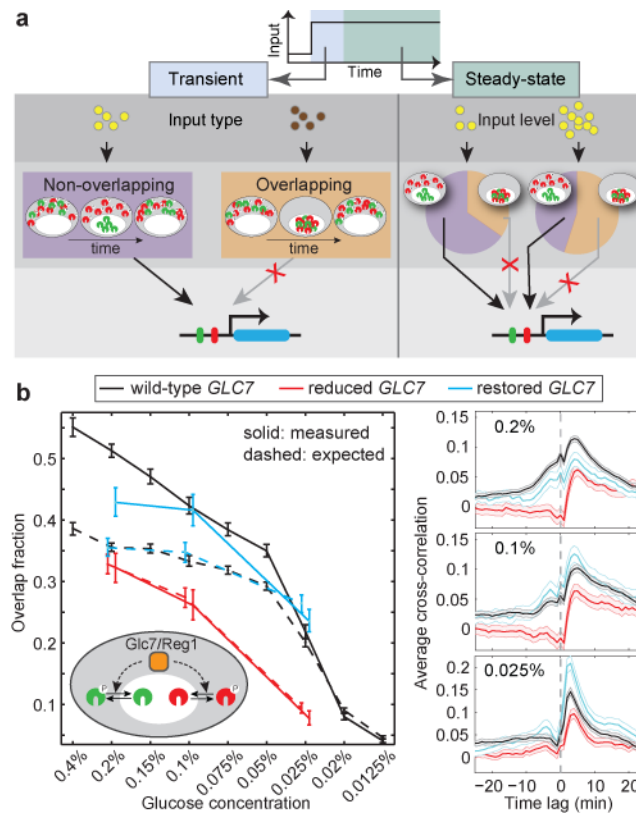 a
Input
Time
Transient
Steady-state
Input type
Input level
Non-overlapping
Overlapping
time
time
b
wild-type GLC7
reduced GLC7
restored GLC7
solid: measured
dashed: expected
Overlap fraction
0.5
0.4
0.3
0.2
0.1
Glc7/Reg1
P
P
0.4%
0.2%
0.15%
0.1%
0.075%
0.05%
0.025%
0.02%
0.0125%
Glucose concentration
Average cross-correlation
0.15
0.1
0.05
0
0.2%
0.15
0.1
0.05
0
0.1%
0.2
0.15
0.1
0.05
0
0.025%
-20
-10
0
10
20
Time lag (min)